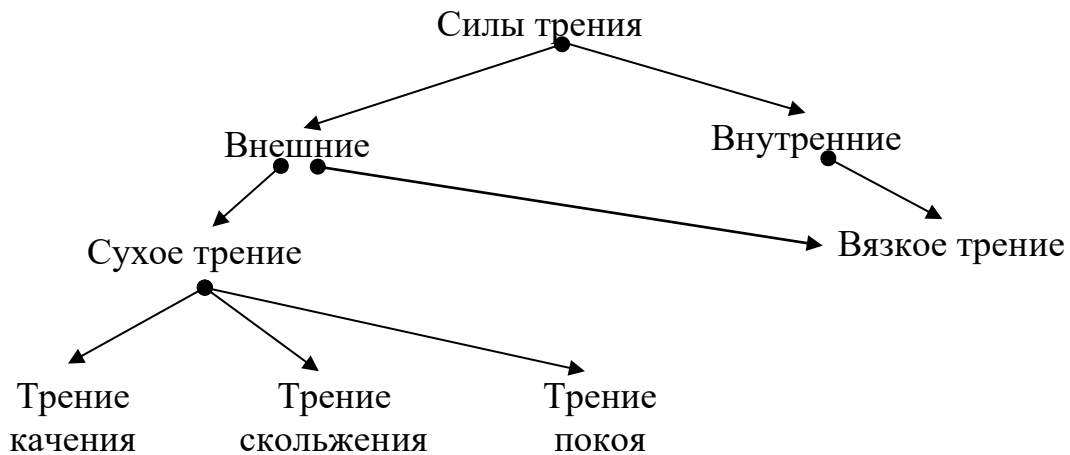 Силы трения
Внешние
Внутренние
Сухое трение
Вязкое трение
Трение
качения
Трение
скольжения
Трение
покоя